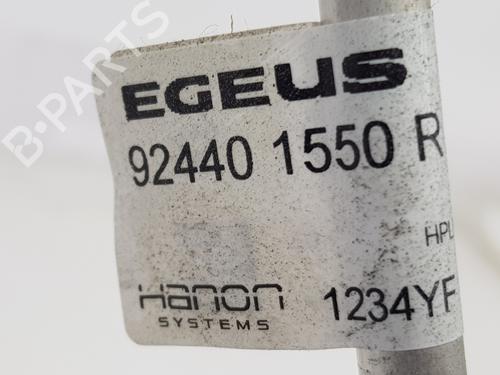 B-PARTS
EGEUS
92440 1550 R
HPL
Hanon 1234YF
SYSTEMS